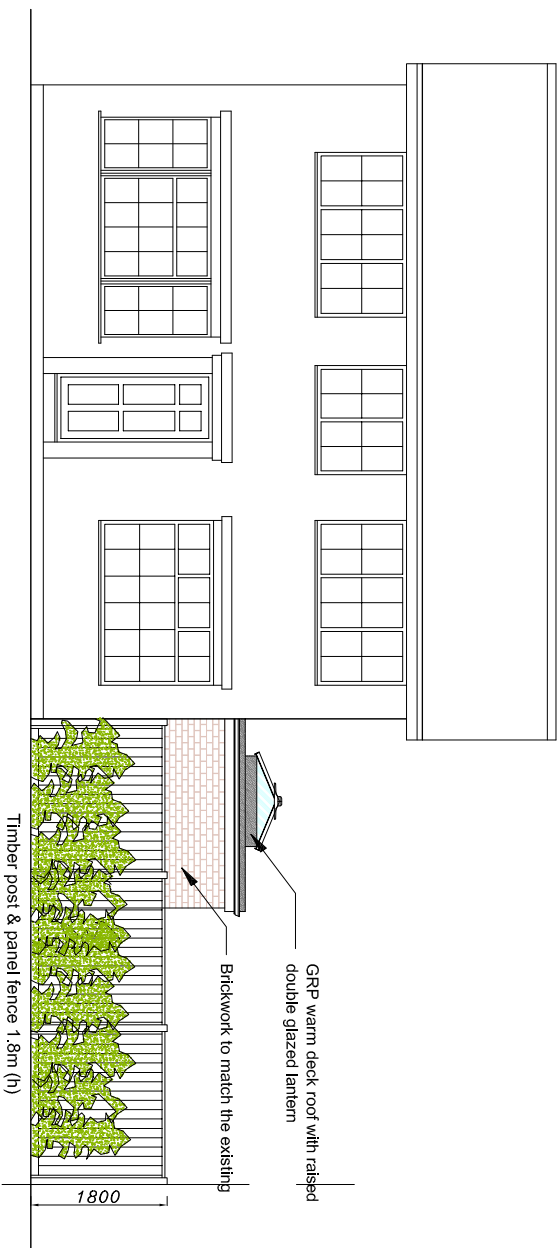 GRP warm deck roof with raised
double glazed lantern
Brickwork to match the existing
1800
Timber post & panel fence 1.8m (h)